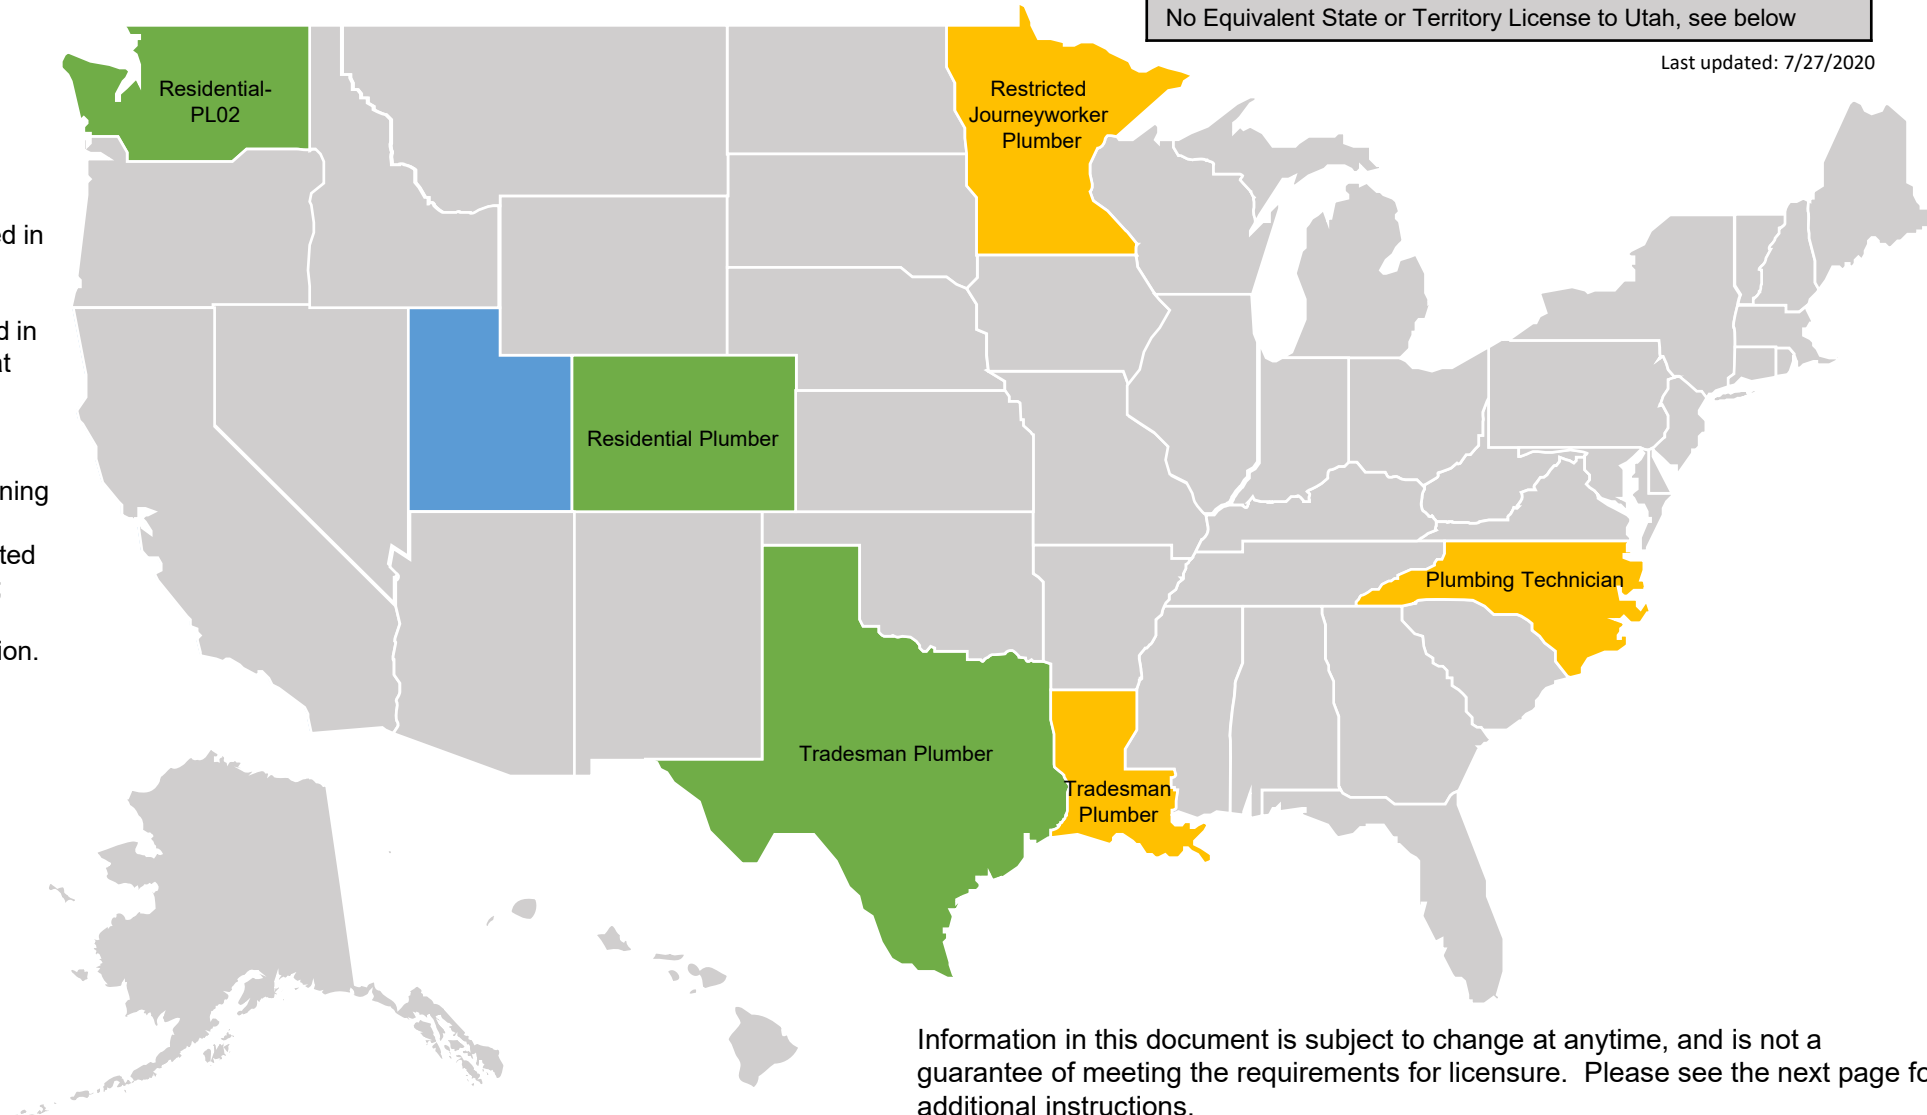 No Equivalent State or Territory License to Utah, see below
Last updated: 7/27/2020
Residential-
PL02
Restricted
Journeyworker
Plumber
ed in
d in
at
ning
ted
ion.
Residential Plumber
Plumbing Technician
Tradesman Plumber
Tradesman
Plumber
Information in this document is subject to change at anytime, and is not a
guarantee of meeting the requirements for licensure. Please see the next page fo
additional instructions.